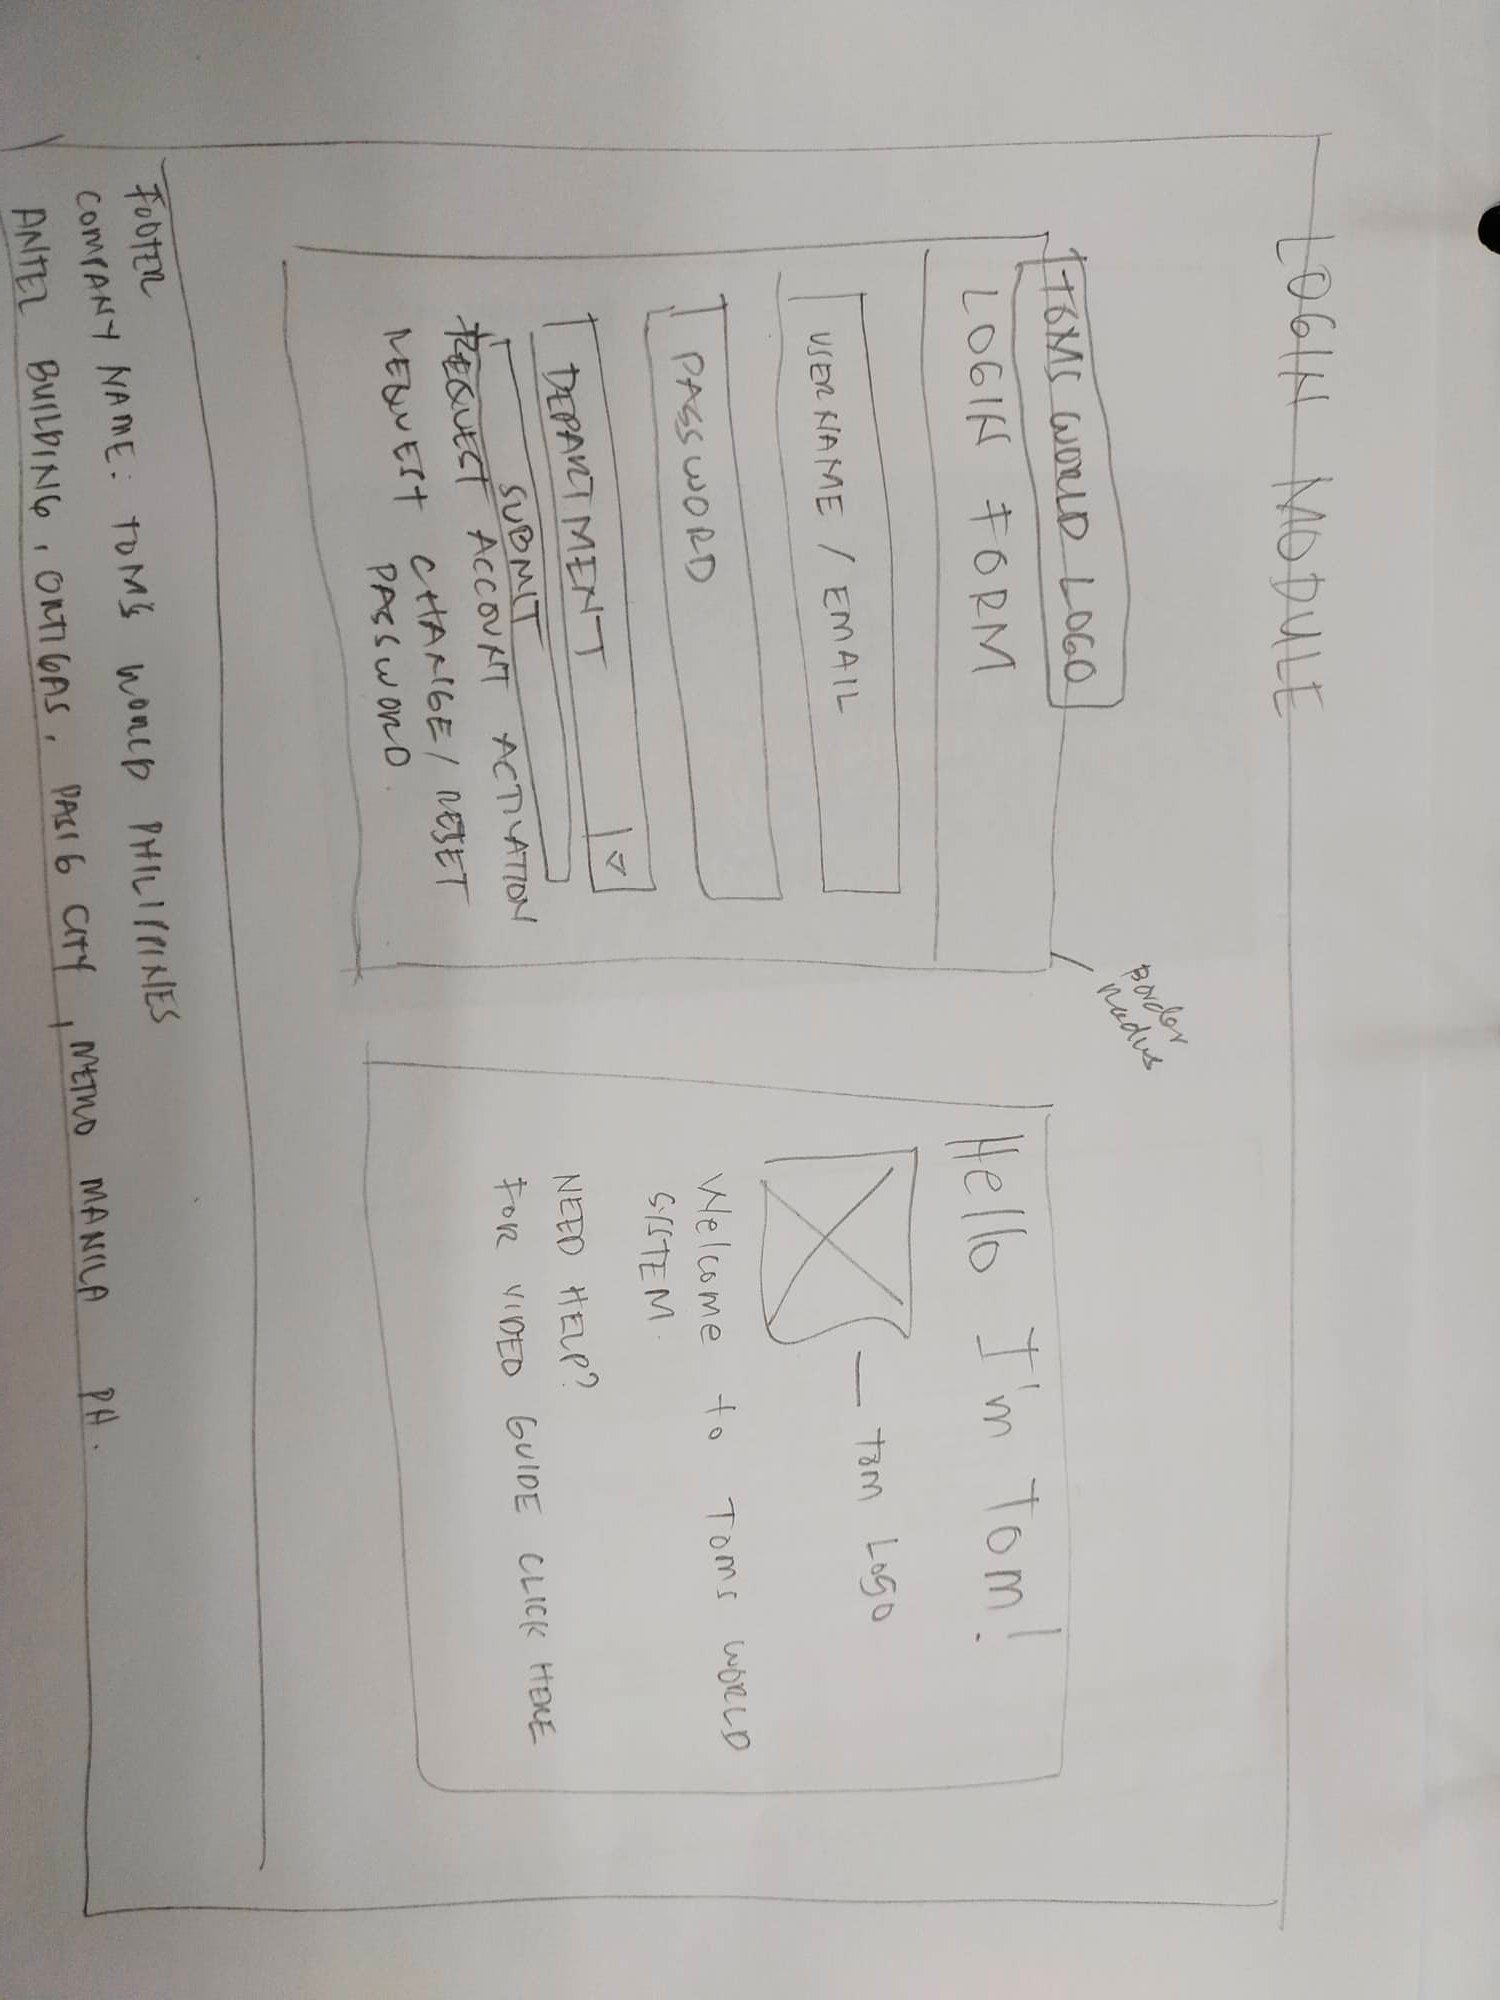 LOGIN MODULE
Border
Radius
TOMS WORLD LOGO
LOGIN FORM
USERNAME / EMAIL
PASSWORD
DEPARTMENT
SUBMIT
REQUEST ACCOUNT ACTIVATION
REQUEST CHANGE / RESET
PASSWORD
Hello I'm Tom!
Tom Logo
Welcome to Toms WORLD
SYSTEM.
NEED HELP?
FOR VIDEO GUIDE CLICK HERE
FOOTER
COMPANY NAME: TOM'S WORLD PHILIPPINES
ANTEL BUILDING, ORTIGAS, PASIG CITY, METRO MANILA PH.